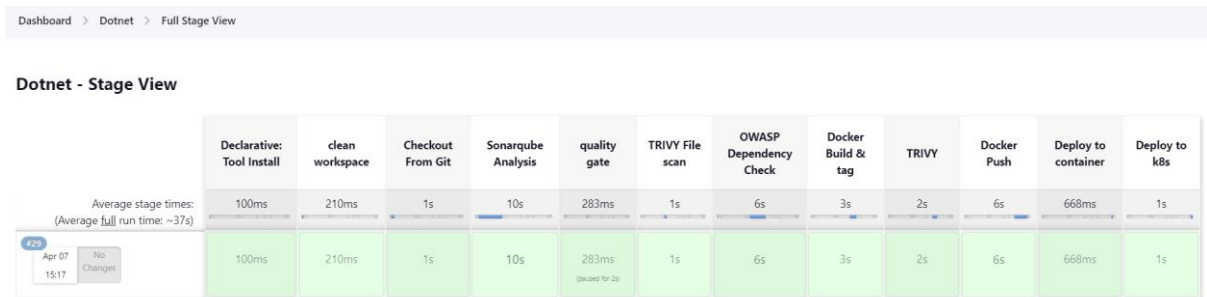 Dashboard > Dotnet > Full Stage View
Dotnet - Stage View
Declarative: Tool Install
clean workspace
Checkout From Git
Sonarqube Analysis
quality gate
TRIVY File scan
OWASP Dependency Check
Docker Build & tag
TRIVY
Docker Push
Deploy to container
Deploy to k8s
Average stage times:
(Average full run time: ~37s)
100ms 210ms 1s 10s 283ms 1s 6s 3s 2s 6s 668ms 1s
#29
Apr 07
15:17
No Changes
100ms 210ms 1s 10s 283ms 1s 6s 3s 2s 6s 668ms 1s
(paused for 2s)